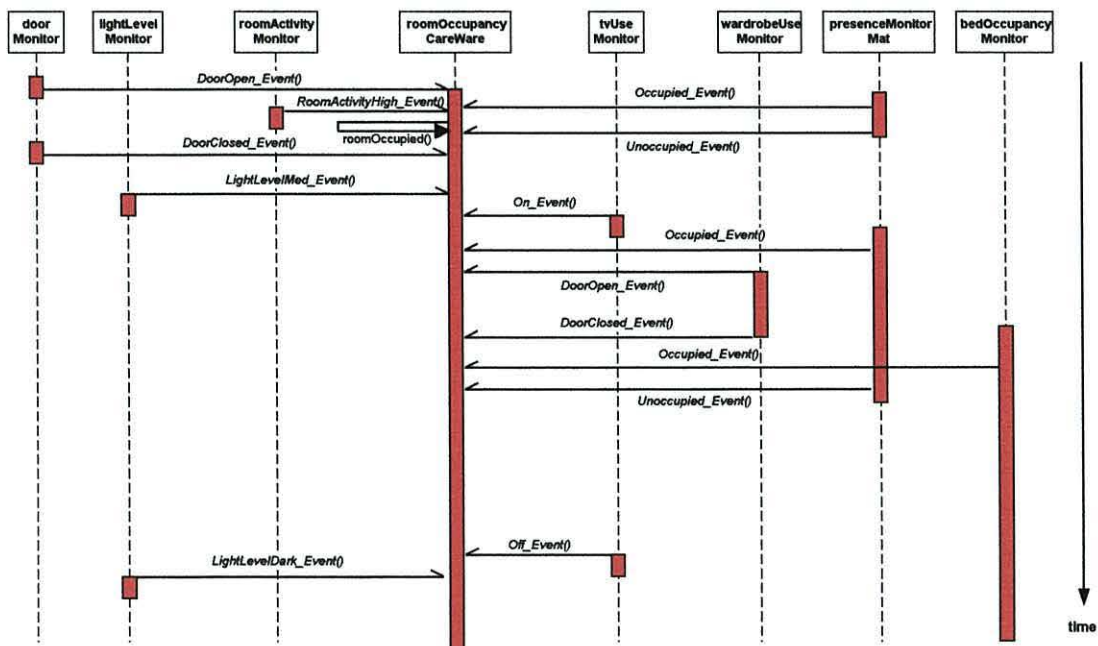 door
Monitor
lightLevel
Monitor
roomActivity
Monitor
roomOccupancy
CareWare
tvUse
Monitor
wardrobeUse
Monitor
presenceMonitor
Mat
bedOccupancy
Monitor
DoorOpen_Event()
RoomActivityHigh_Event()
Occupied_Event()
roomOccupied()
DoorClosed_Event()
Unoccupied_Event()
LightLevelMed_Event()
On_Event()
Occupied_Event()
DoorOpen_Event()
DoorClosed_Event()
Occupied_Event()
Unoccupied_Event()
Off_Event()
LightLevelDark_Event()
time